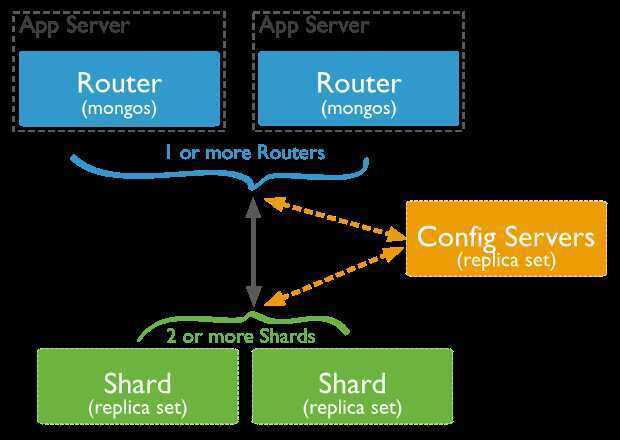 App Server
App Server
Router
(mongos)
Router
(mongos)
1 or more Routers
Config Servers
(replica set)
2 or more Shards
Shard
(replica set)
Shard
(replica set)